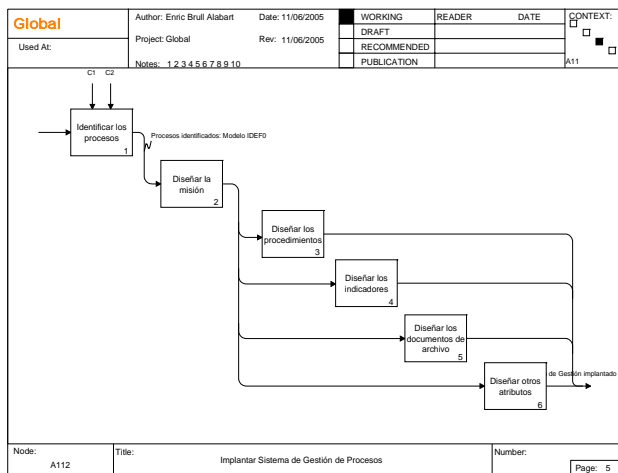 Global
Used At:
Author: Enric Brull Alabart
Date: 11/06/2005
Project: Global
Rev: 11/06/2005
Notes: 1 2 3 4 5 6 7 8 9 10
WORKING
DRAFT
RECOMMENDED
PUBLICATION
READER
DATE
CONTEXT:
A11
C1
C2
Identificar los
procesos
1
Procesos identificados: Modelo IDEF0
Diseñar la
misión
2
Diseñar los
procedimientos
3
Diseñar los
indicadores
4
Diseñar los
documentos de
archivo
5
Diseñar otros
atributos
6
de Gestión implantado
Node:
A112
Title:
Implantar Sistema de Gestión de Procesos
Number:
Page: 5